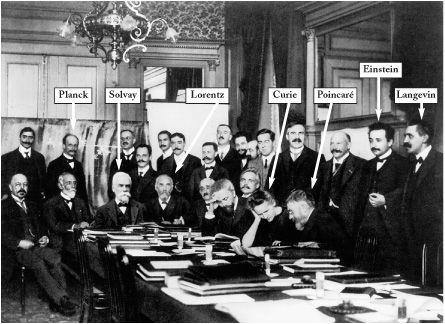 Einstein
Planck
Solvay
Lorentz
Curie
Poincaré
Langevin